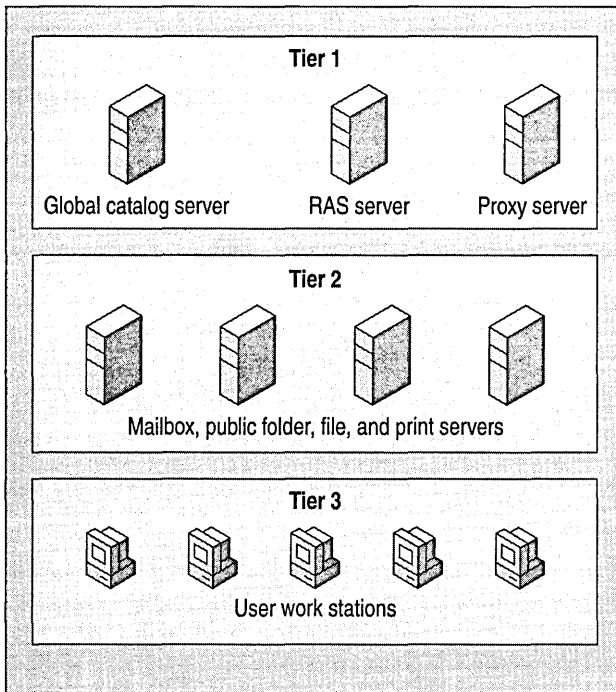 Tier 1
Global catalog server
RAS server
Proxy server
Tier 2
Mailbox, public folder, file, and print servers
Tier 3
User work stations